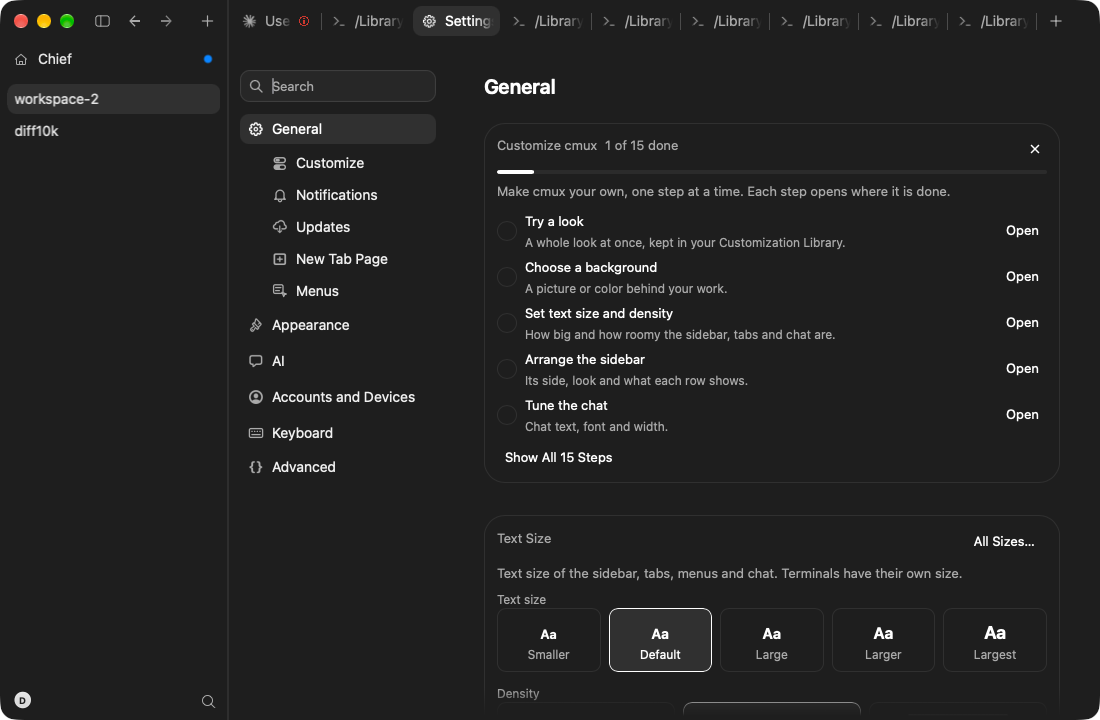 Use
/Library
Setting
/Library
/Library
/Library
/Library
/Library
/Library
Chief
workspace-2
diff10k
D
Search
General
Customize
Notifications
Updates
New Tab Page
Menus
Appearance
AI
Accounts and Devices
Keyboard
Advanced
General
Customize cmux 1 of 15 done
Make cmux your own, one step at a time. Each step opens where it is done.
Try a look
A whole look at once, kept in your Customization Library.
Open
Choose a background
A picture or color behind your work.
Open
Set text size and density
How big and how roomy the sidebar, tabs and chat are.
Open
Arrange the sidebar
Its side, look and what each row shows.
Open
Tune the chat
Chat text, font and width.
Open
Show All 15 Steps
Text Size
All Sizes...
Text size of the sidebar, tabs, menus and chat. Terminals have their own size.
Text size
Aa
Smaller
Aa
Default
Aa
Large
Aa
Larger
Aa
Largest
Density